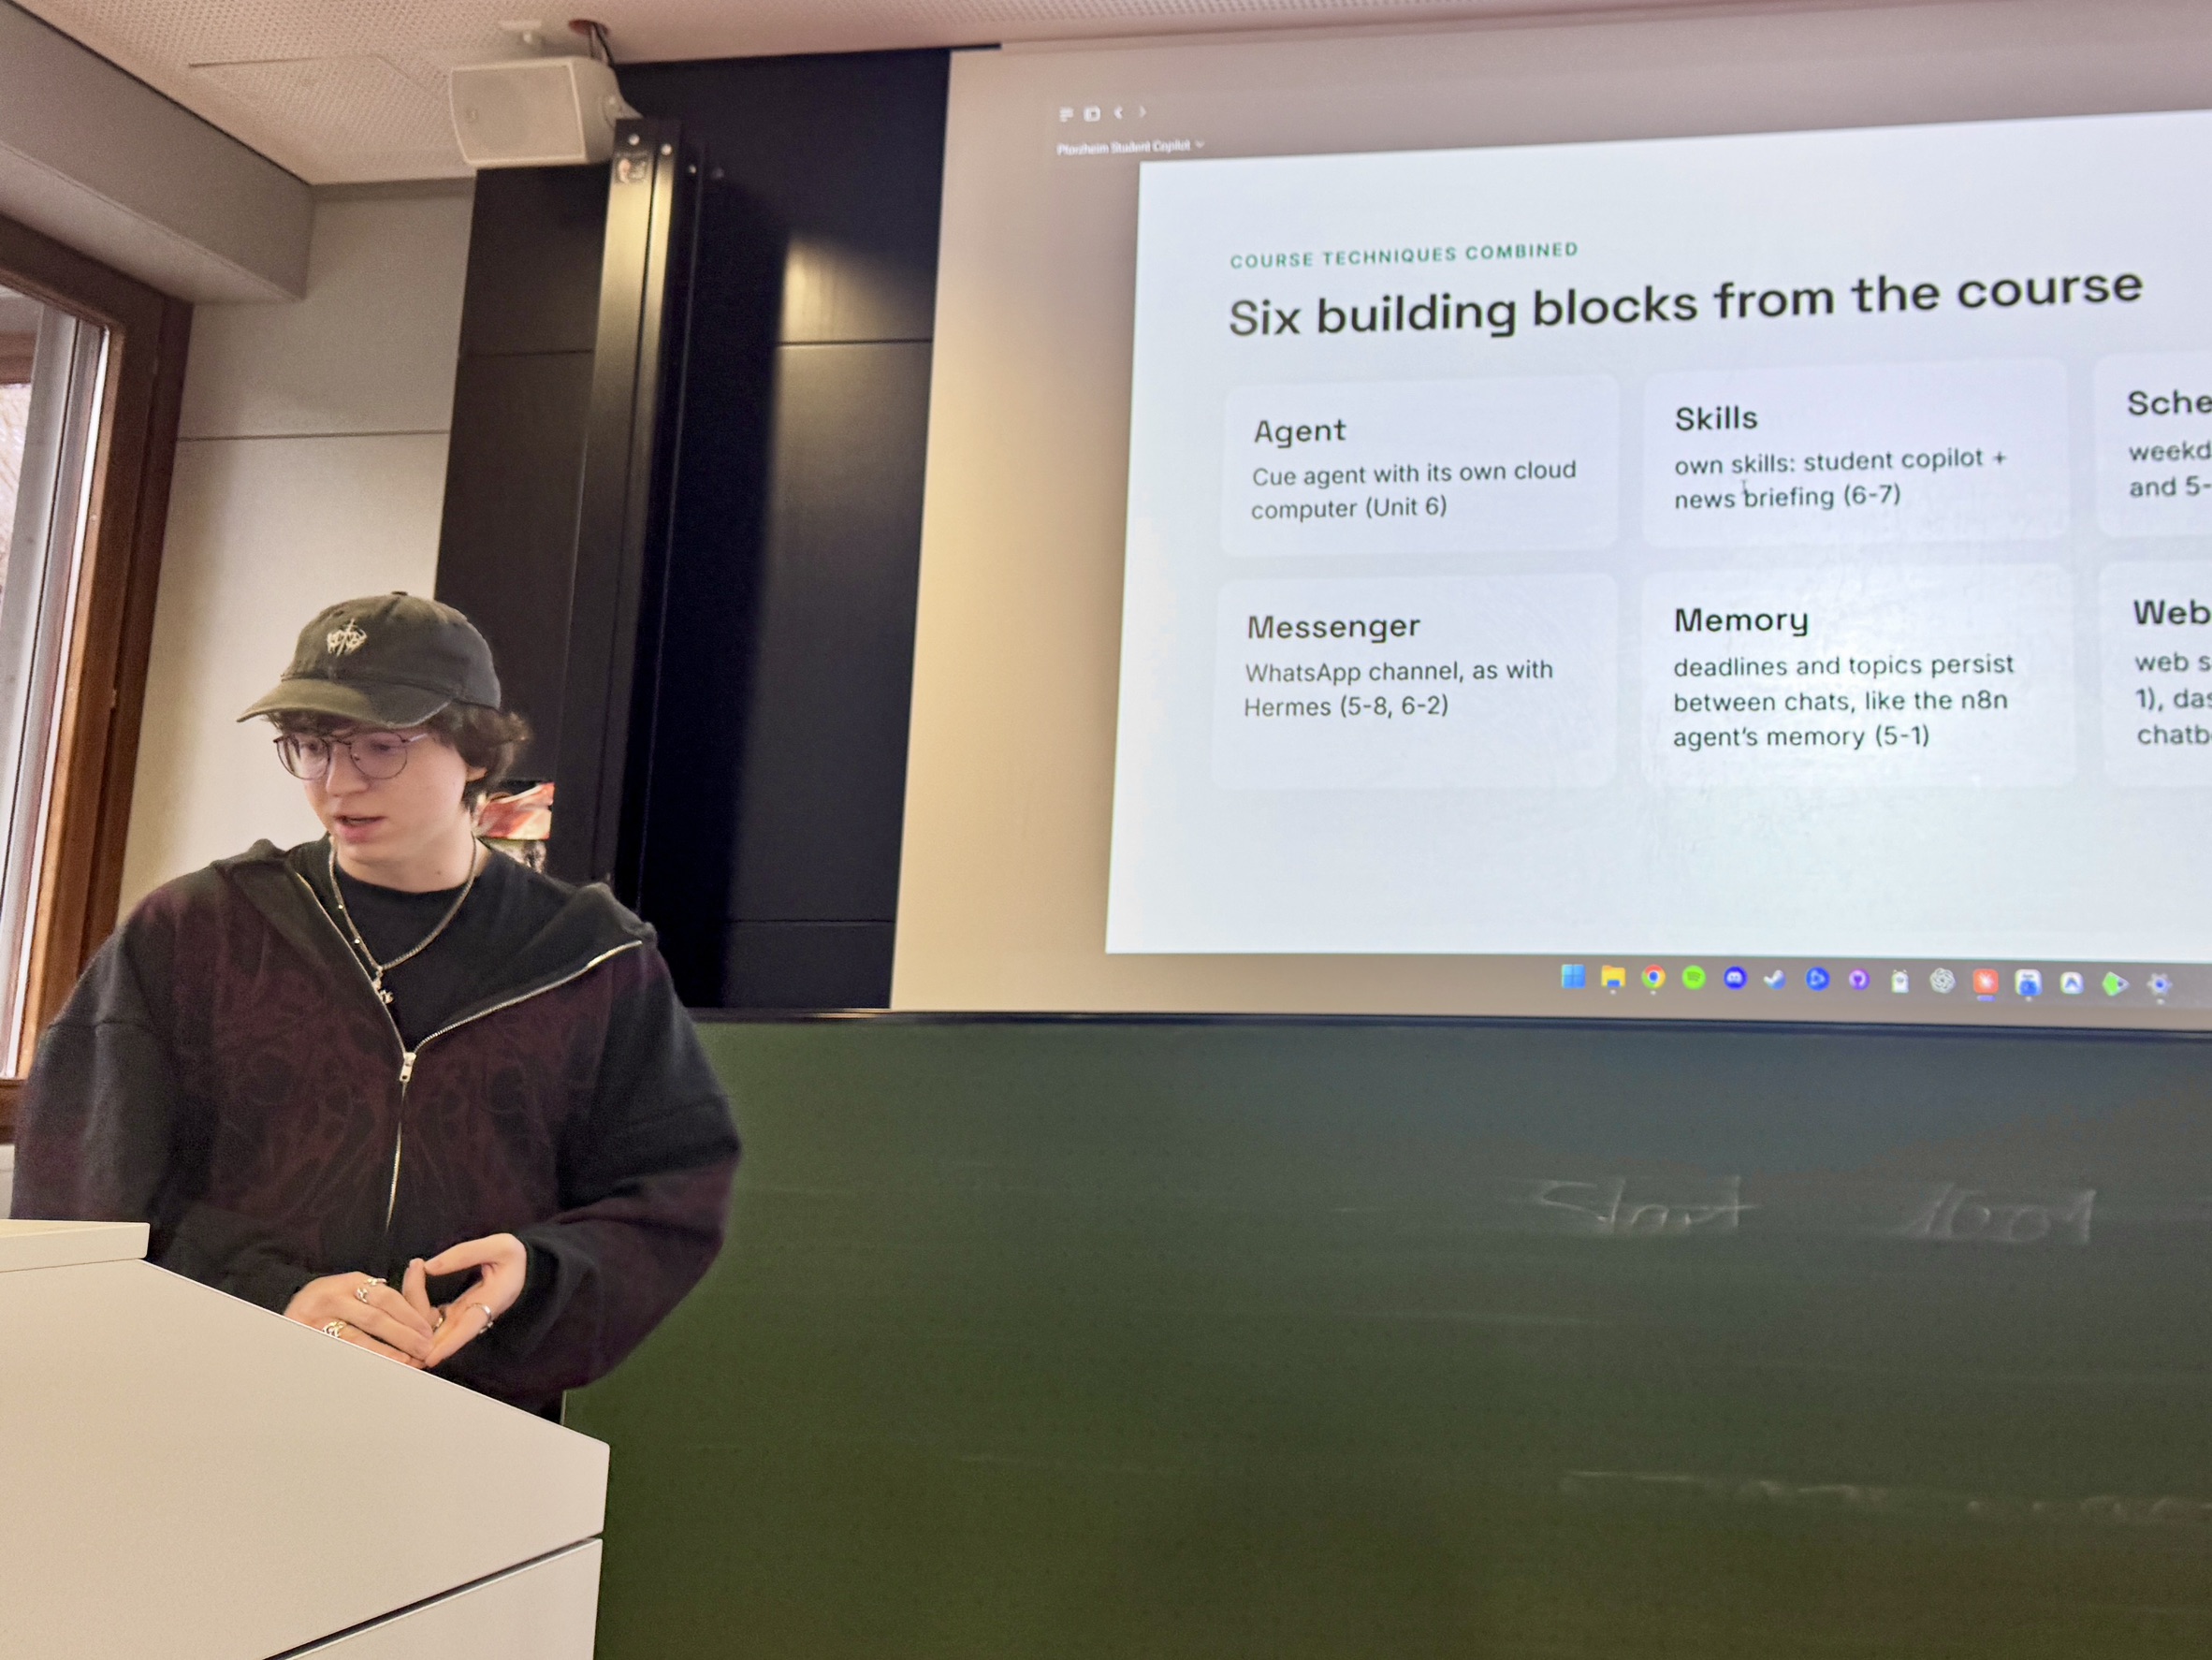 Pforzheim Student Copilot
COURSE TECHNIQUES COMBINED
Six building blocks from the course
Agent
Cue agent with its own cloud
computer (Unit 6)
Skills
own skills: student copilot +
news briefing (6-7)
Sche
weekd
and 5-
Messenger
WhatsApp channel, as with
Hermes (5-8, 6-2)
Memory
deadlines and topics persist
between chats, like the n8n
agent's memory (5-1)
Web
web s
1), das
chatb
Start